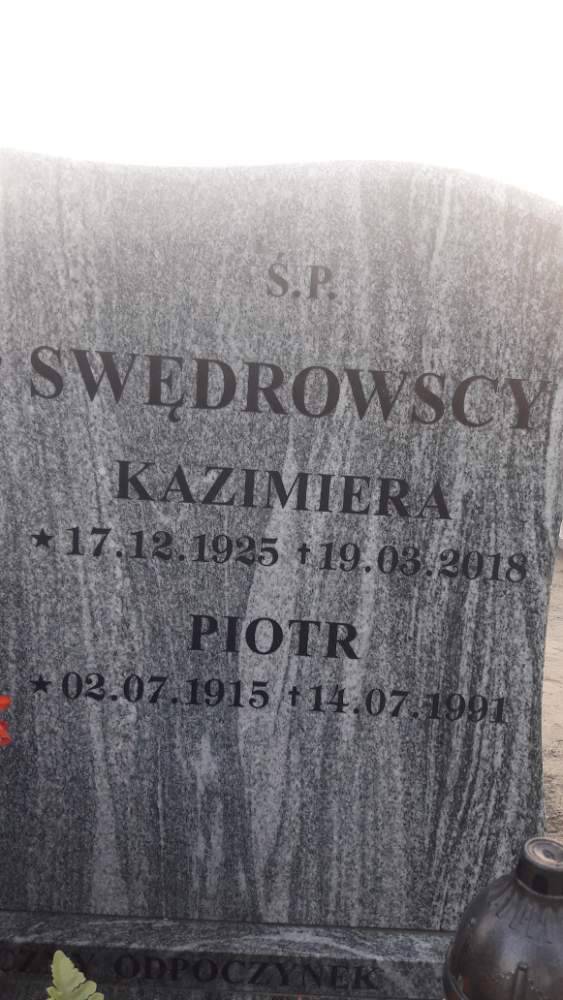 Ś.P.
SWĘDROWSCY
KAZIMIERA
★ 17.12.1925 † 19.03.2018
PIOTR
★ 02.07.1915 † 14.07.1991
ODPOCZYNEK